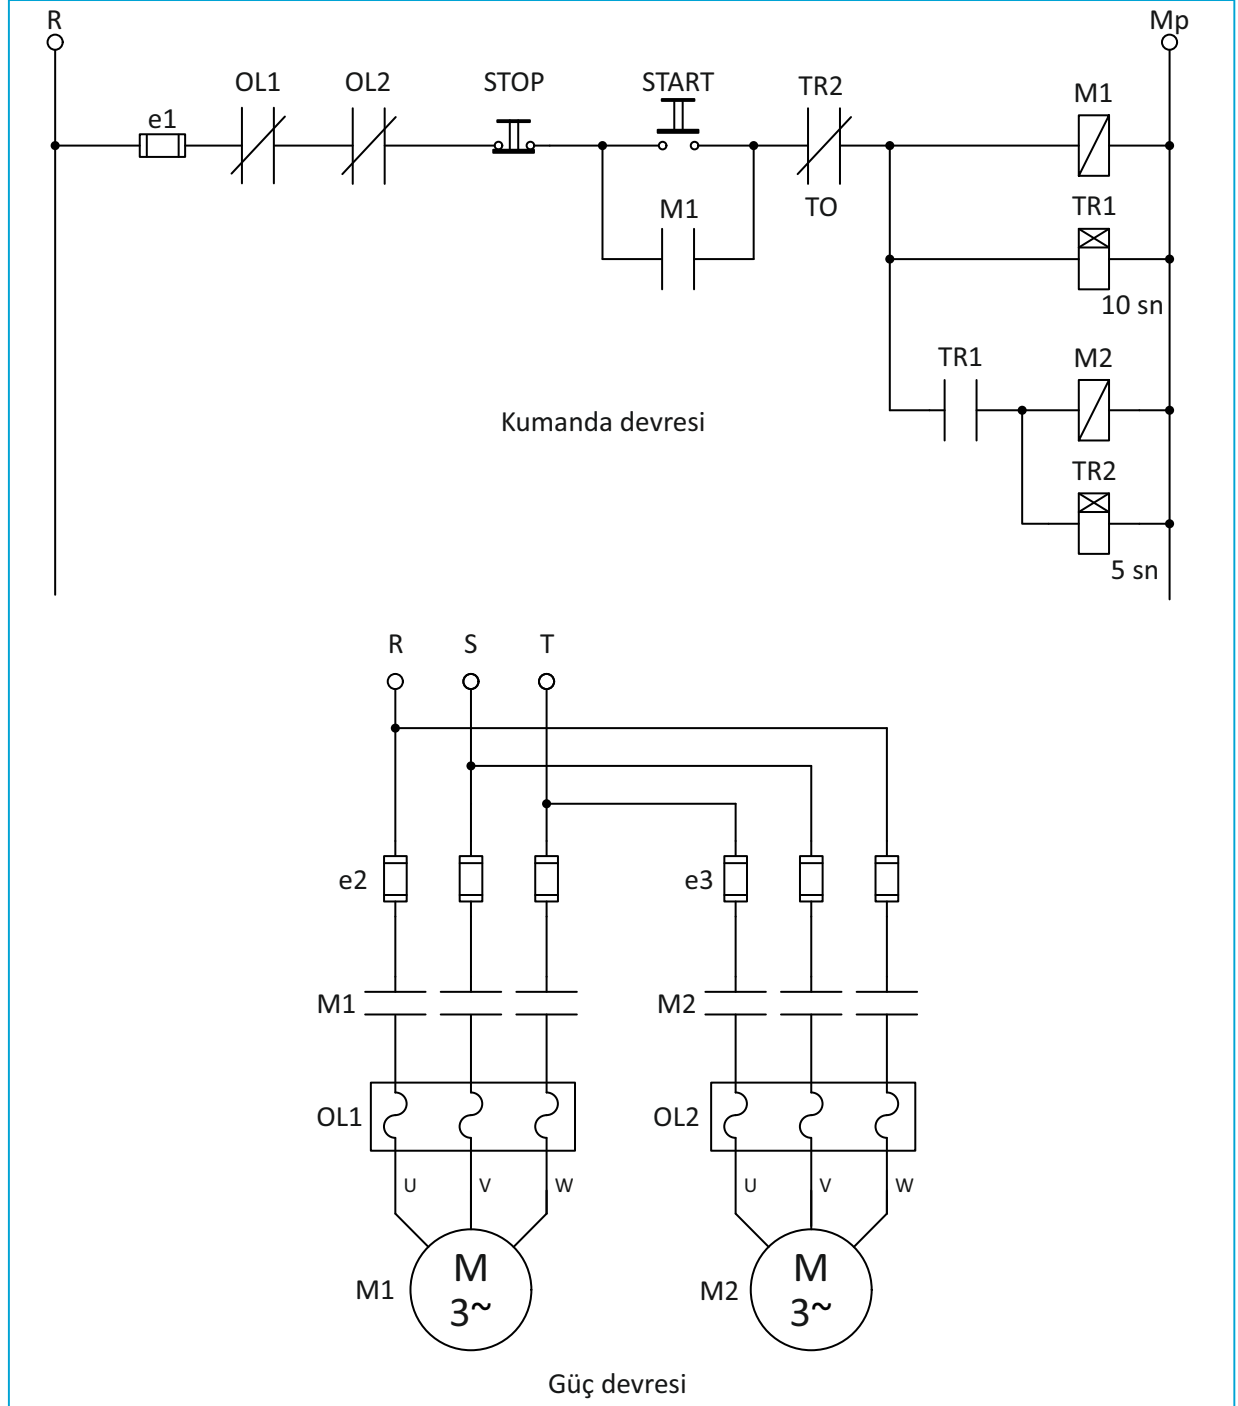 R
Mp
e1
OL1
OL2
STOP
START
TR2
M1
TO
M1
TR1
10 sn
TR1
M2
Kumanda devresi
TR2
5 sn
R S T
e2
e3
M1
M2
OL1
OL2
U V W
U V W
M1
M
3~
M2
M
3~
Güç devresi